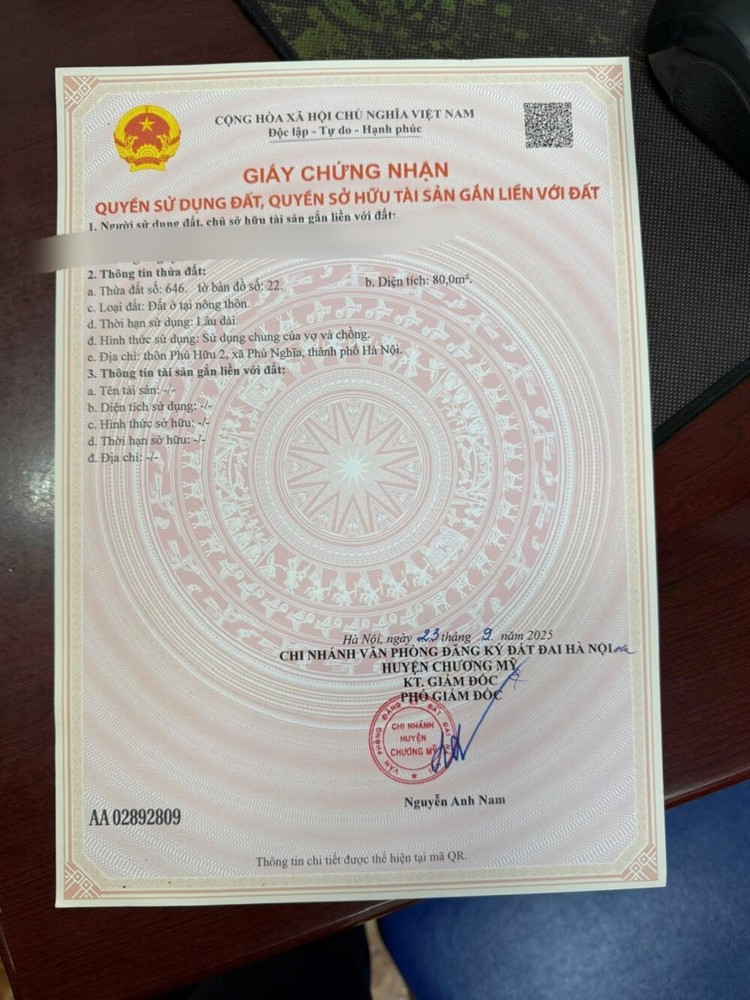 CỘNG HÒA XÃ HỘI CHỦ NGHĨA VIỆT NAM
Độc lập - Tự do - Hạnh phúc
GIẤY CHỨNG NHẬN
QUYỀN SỬ DỤNG ĐẤT, QUYỀN SỞ HỮU TÀI SẢN GẮN LIỀN VỚI ĐẤT
1. Người sử dụng đất, chủ sở hữu tài sản gắn liền với đất:
2. Thông tin thửa đất:
a. Thửa đất số: 646. tờ bản đồ số: 22. b. Diện tích: 80,0m².
c. Loại đất: Đất ở tại nông thôn.
d. Thời hạn sử dụng: Lâu dài.
đ. Hình thức sử dụng: Sử dụng chung của vợ và chồng.
e. Địa chỉ: thôn Phú Hữu 2, xã Phú Nghĩa, thành phố Hà Nội.
3. Thông tin tài sản gắn liền với đất:
a. Tên tài sản: -/-
b. Diện tích sử dụng: -/-
c. Hình thức sở hữu: -/-
d. Thời hạn sở hữu: -/-
đ. Địa chỉ: -/-
Hà Nội, ngày 23 tháng 9. năm 2025
CHI NHÁNH VĂN PHÒNG ĐĂNG KÝ ĐẤT ĐAI HÀ NỘI
HUYỆN CHƯƠNG MỸ
KT. GIÁM ĐỐC
PHÓ GIÁM ĐỐC
VĂN PHÒNG ĐĂNG KÝ ĐẤT ĐAI
CHI NHÁNH
HUYỆN
CHƯƠNG MỸ
Nguyễn Anh Nam
AA 02892809
Thông tin chi tiết được thể hiện tại mã QR.